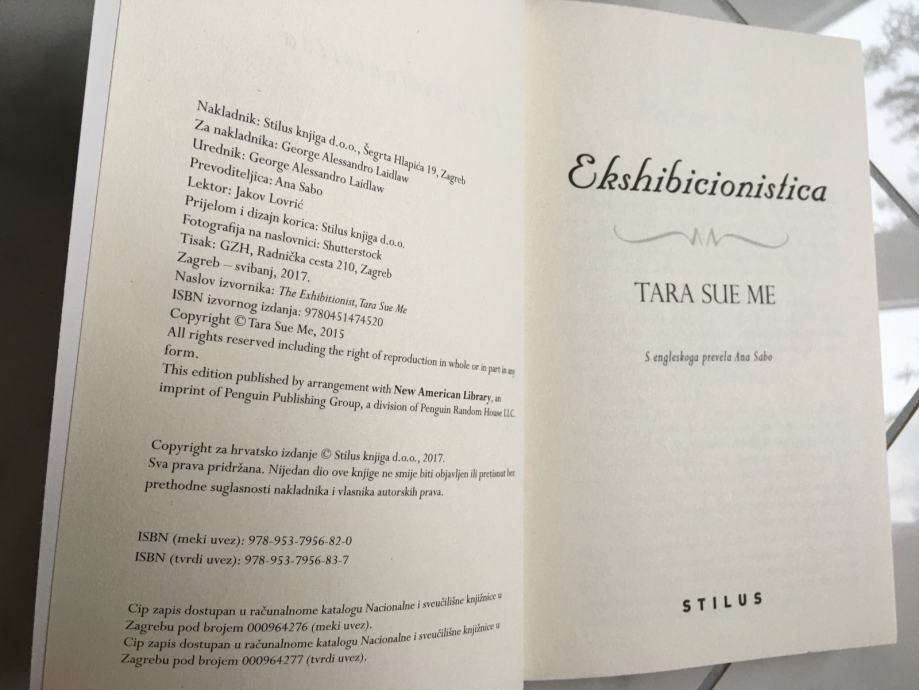 Nakladnik: Stilus knjiga d.o.o., Šegrta Hlapića 19, Zagreb
Za nakladnika: George Alessandro Laidlaw
Urednik: George Alessandro Laidlaw
Prevoditeljica: Ana Sabo
Lektor: Jakov Lovrić
Prijelom i dizajn korica: Stilus knjiga d.o.o.
Fotografija na naslovnici: Shutterstock
Tisak: GZH, Radnička cesta 210, Zagreb
Zagreb – svibanj, 2017.
Naslov izvornika: The Exhibitionist, Tara Sue Me
ISBN izvornog izdanja: 9780451474520
Copyright © Tara Sue Me, 2015
All rights reserved including the right of reproduction in whole or in part in any
form.
This edition published by arrangement with New American Library, an
imprint of Penguin Publishing Group, a division of Penguin Random House LLC.
Copyright za hrvatsko izdanje © Stilus knjiga d.o.o., 2017.
Sva prava pridržana. Nijedan dio ove knjige ne smije biti objavljen ili pretisnut bez
prethodne suglasnosti nakladnika i vlasnika autorskih prava.
ISBN (meki uvez): 978-953-7956-82-0
ISBN (tvrdi uvez): 978-953-7956-83-7
Cip zapis dostupan u računalnome katalogu Nacionalne i sveučilišne knjižnice u
Zagrebu pod brojem 000964276 (meki uvez).
Cip zapis dostupan u računalnome katalogu Nacionalne i sveučilišne knjižnice u
Zagrebu pod brojem 000964277 (tvrdi uvez).
Ekshibicionistica
TARA SUE ME
S engleskoga prevela Ana Sabo
STILUS